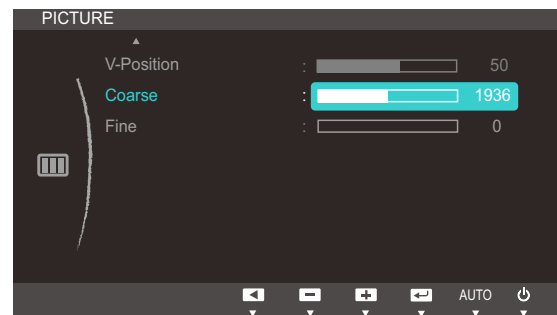 PICTURE
V-Position : 50
Coarse : 1936
Fine : 0
AUTO